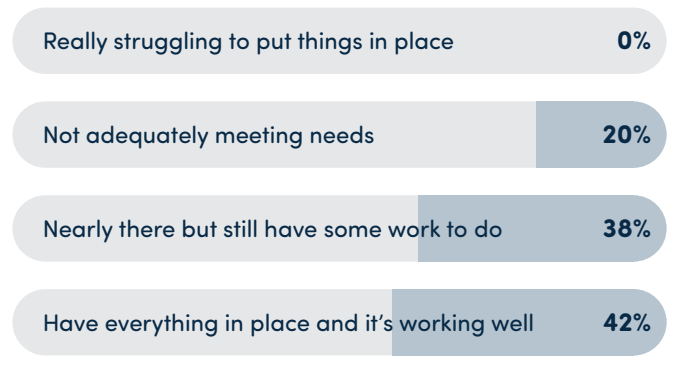 Really struggling to put things in place 0%
Not adequately meeting needs 20%
Nearly there but still have some work to do 38%
Have everything in place and it’s working well 42%